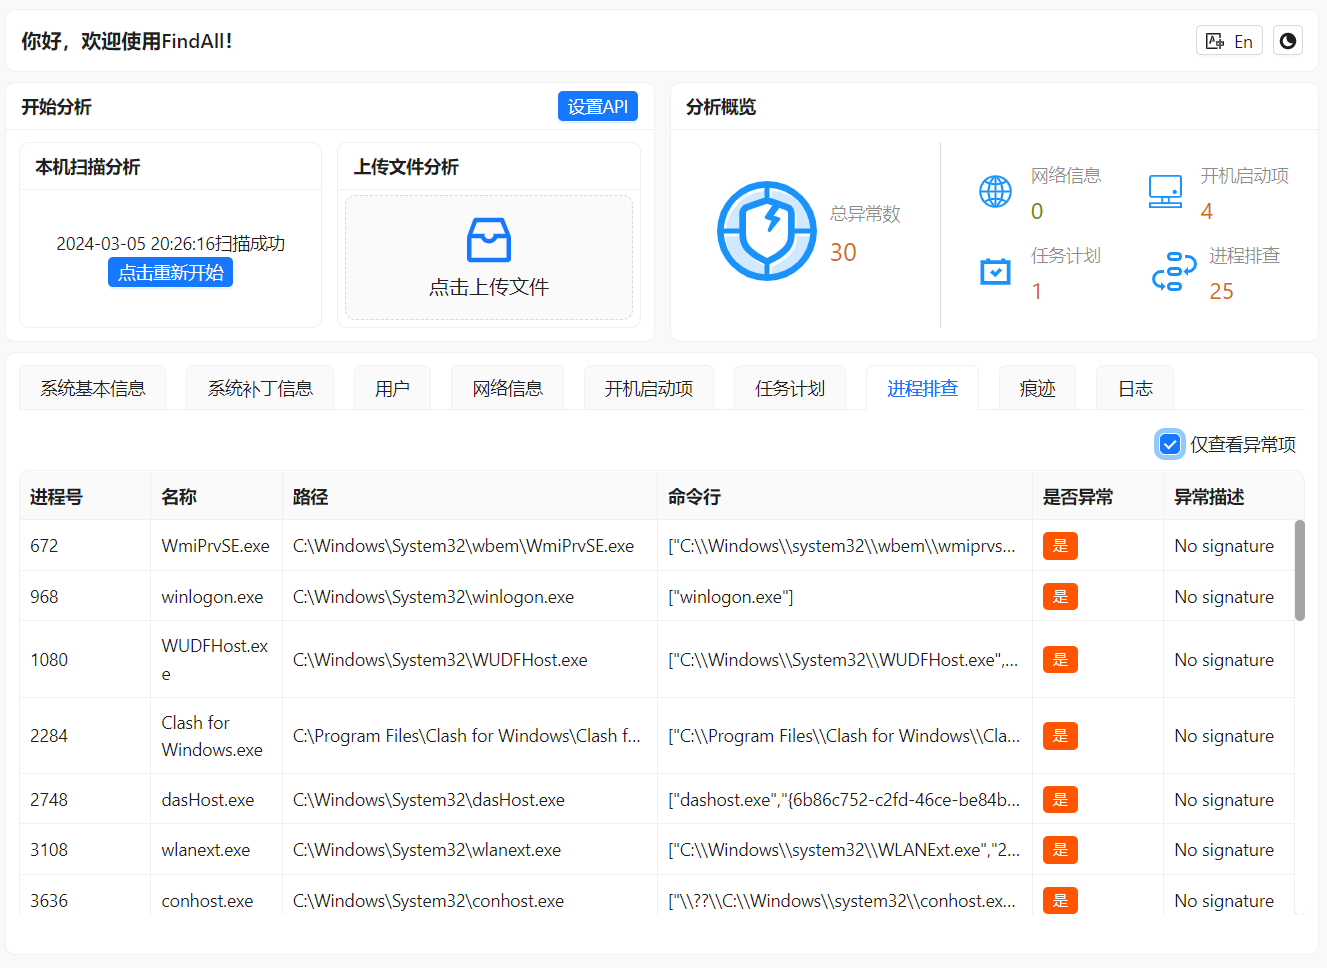 你好，欢迎使用FindAll！
En
开始分析
设置API
本机扫描分析
2024-03-05 20:26:16扫描成功
点击重新开始
上传文件分析
点击上传文件
分析概览
总异常数
30
网络信息
0
开机启动项
4
任务计划
1
进程排查
25
系统基本信息 系统补丁信息 用户 网络信息 开机启动项 任务计划 进程排查 痕迹 日志
仅查看异常项
进程号 名称 路径 命令行 是否异常 异常描述
672 WmiPrvSE.exe C:\Windows\System32\wbem\WmiPrvSE.exe ["C:\\Windows\\system32\\wbem\\wmiprvs... 是 No signature
968 winlogon.exe C:\Windows\System32\winlogon.exe ["winlogon.exe"] 是 No signature
1080 WUDFHost.ex
e C:\Windows\System32\WUDFHost.exe ["C:\\Windows\\System32\\WUDFHost.exe",... 是 No signature
2284 Clash for
Windows.exe C:\Program Files\Clash for Windows\Clash f... ["C:\\Program Files\\Clash for Windows\\Cla... 是 No signature
2748 dasHost.exe C:\Windows\System32\dasHost.exe ["dashost.exe","{6b86c752-c2fd-46ce-be84b... 是 No signature
3108 wlanext.exe C:\Windows\System32\wlanext.exe ["C:\\Windows\\system32\\WLANExt.exe","2... 是 No signature
3636 conhost.exe C:\Windows\System32\conhost.exe ["\\??\\C:\\Windows\\system32\\conhost.ex... 是 No signature